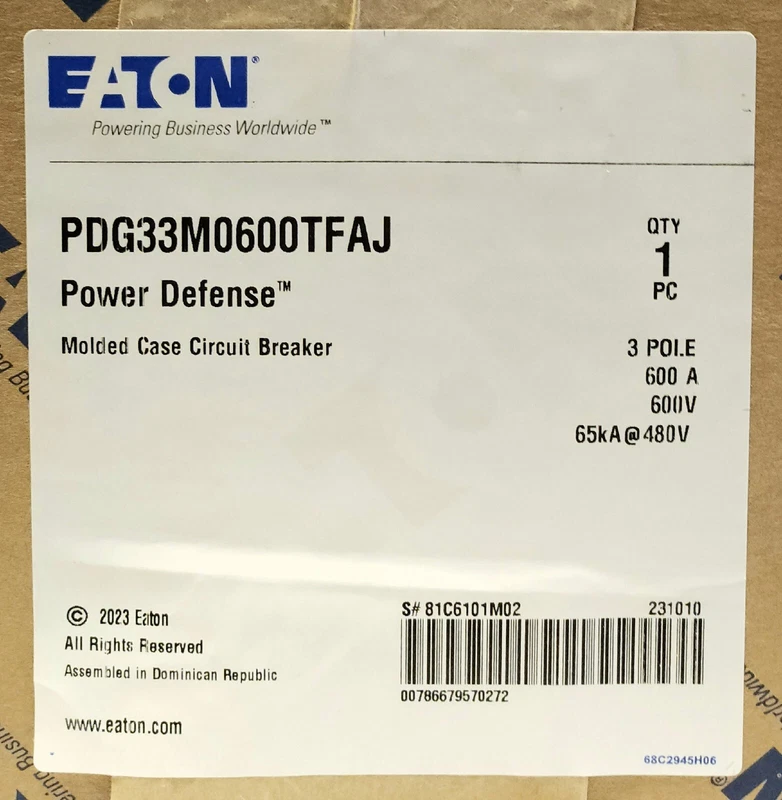 EATON®
Powering Business Worldwide™
PDG33M0600TFAJ
QTY
1
PC
Power Defense™
Molded Case Circuit Breaker
3 POLE
600 A
600V
65kA@480V
© 2023 Eaton
All Rights Reserved
Assembled in Dominican Republic
www.eaton.com
S# 81C6101M02 231010
00786679570272
68C2945H06